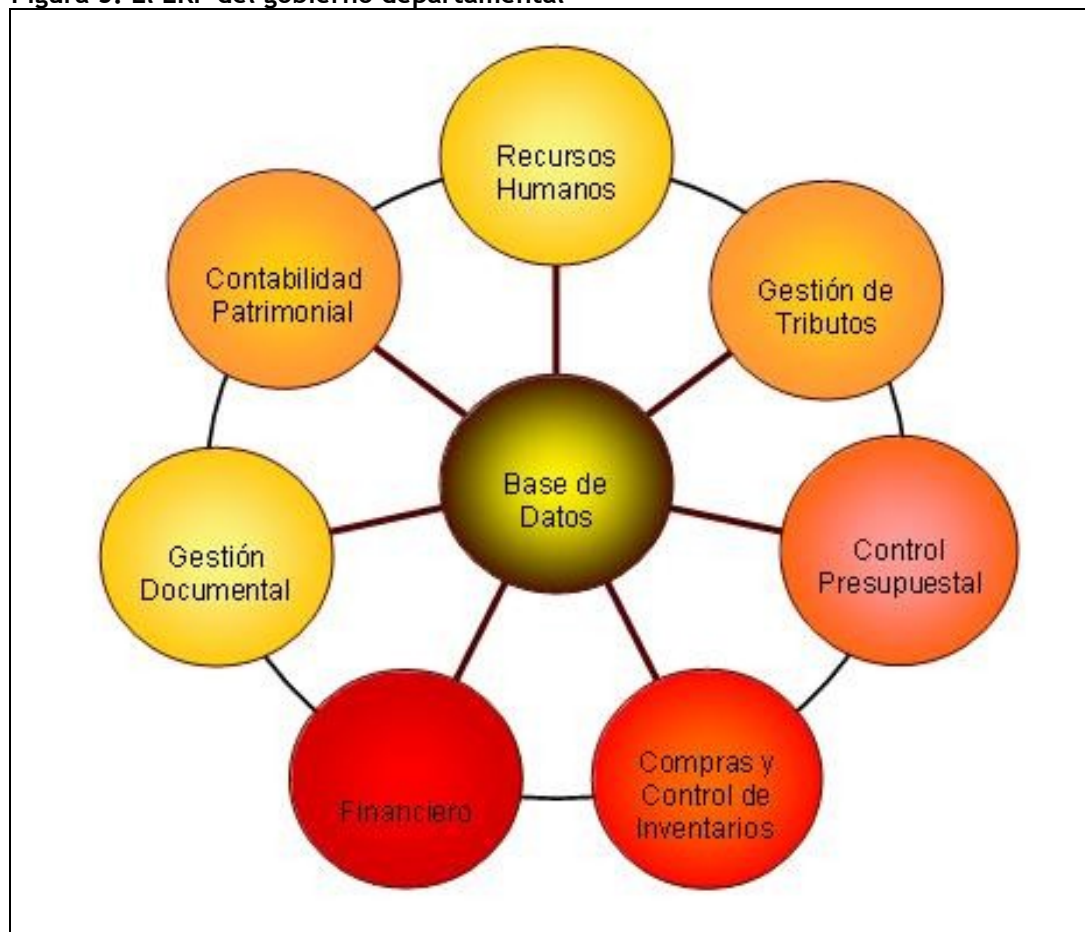 Figura 3. El ERP del gobierno departamental
Recursos
Humanos
Gestión de
Tributos
Control
Presupuestal
Compras y
Control de
Inventarios
Financiero
Gestión
Documental
Contabilidad
Patrimonial
Base de
Datos